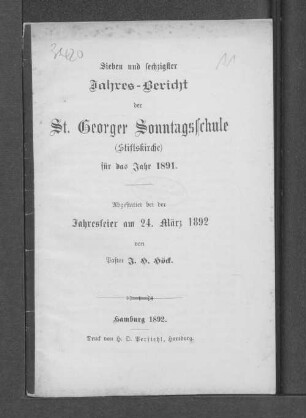 Sieben und sechzigster
Jahres-Bericht
der
St. Georger Sonntagsschule
(Stiftskirche)
für das Jahr 1891.
Abgestattet bei der
Jahresfeier am 24. März 1892
von
Pastor J. H. Höck.
Hamburg 1892.
Druck von H. O. Persiehl, Hamburg.